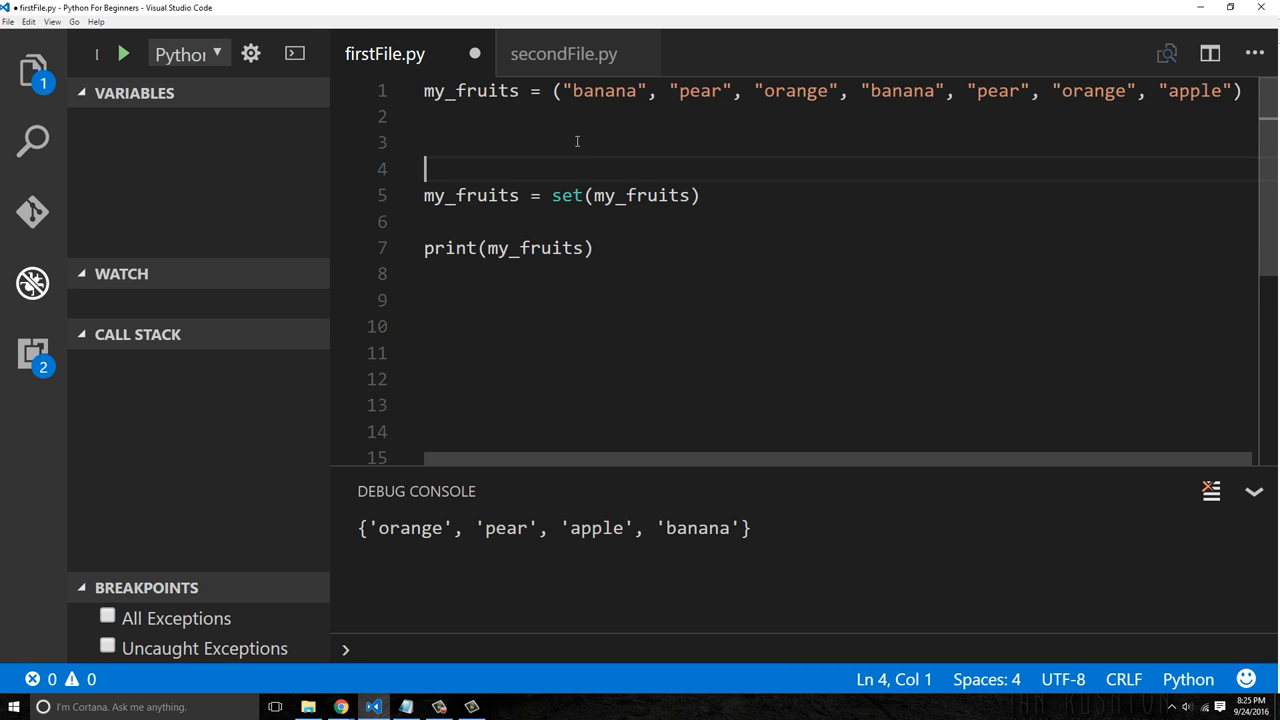 • firstFile.py - Python For Beginners - Visual Studio Code
File Edit View Go Help
Python
firstFile.py
secondFile.py
VARIABLES
WATCH
CALL STACK
BREAKPOINTS
All Exceptions
Uncaught Exceptions
1
2
1 my_fruits = ("banana", "pear", "orange", "banana", "pear", "orange", "apple")
2
3
4
5 my_fruits = set(my_fruits)
6
7 print(my_fruits)
8
9
10
11
12
13
14
15
DEBUG CONSOLE
{'orange', 'pear', 'apple', 'banana'}
0 0
Ln 4, Col 1 Spaces: 4 UTF-8 CRLF Python
I'm Cortana. Ask me anything.
8:25 PM
9/24/2016